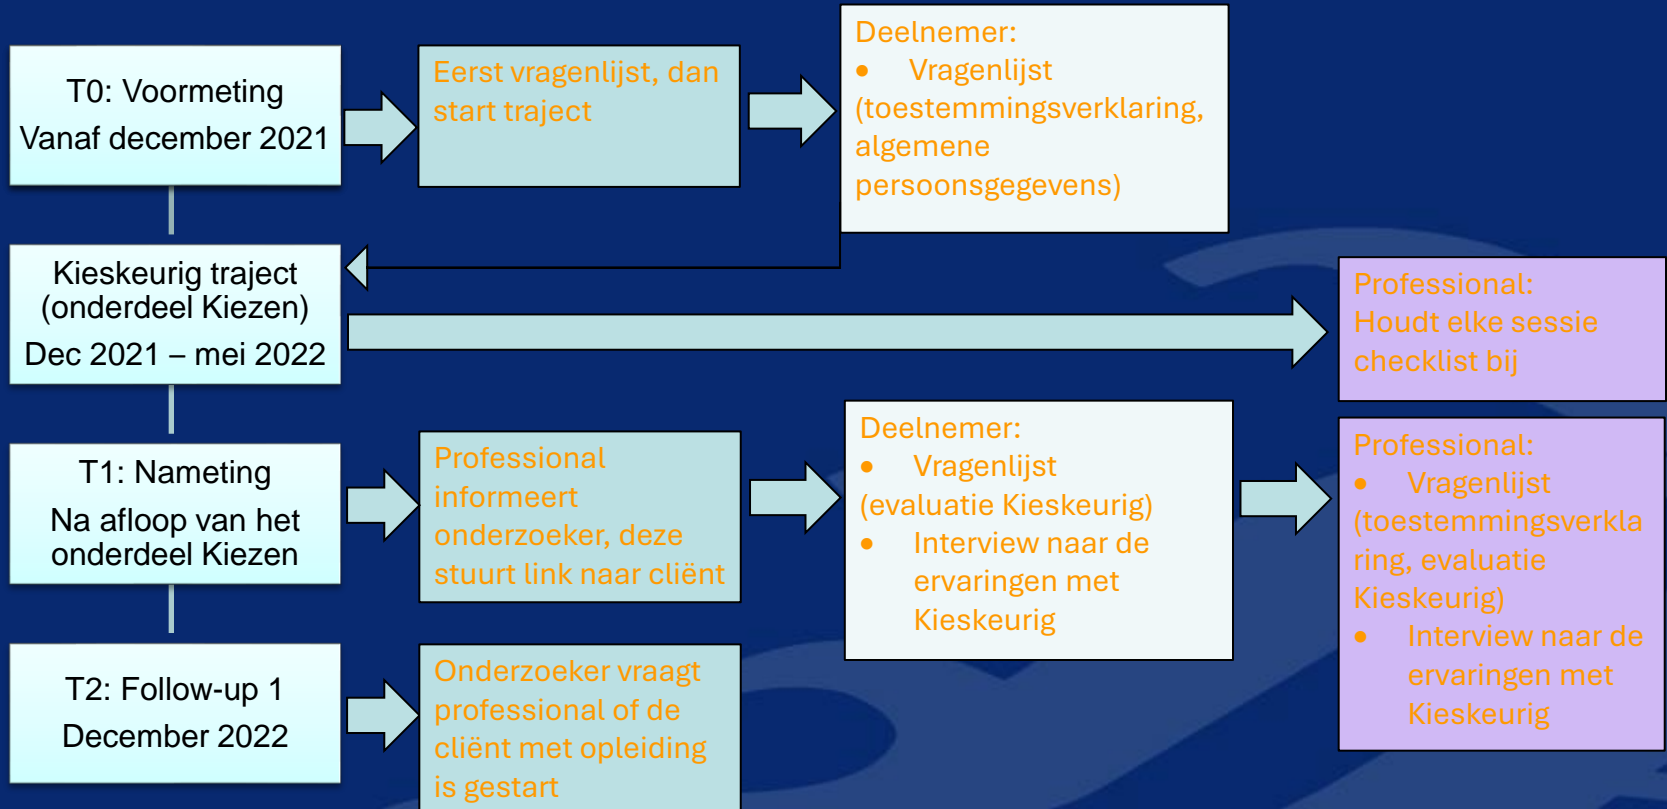 T0: Voormeting
Vanaf december 2021
Eerst vragenlijst, dan
start traject
Deelnemer:
• Vragenlijst
(toestemmingsverklaring,
algemene
persoonsgegevens)
Kieskeurig traject
(onderdeel Kiezen)
Dec 2021 – mei 2022
Professional:
Houdt elke sessie
checklist bij
T1: Nameting
Na afloop van het
onderdeel Kiezen
Professional
informeert
onderzoeker, deze
stuurt link naar cliënt
Deelnemer:
• Vragenlijst
(evaluatie Kieskeurig)
• Interview naar de
ervaringen met
Kieskeurig
Professional:
• Vragenlijst
(toestemmingsverkla
ring, evaluatie
Kieskeurig)
• Interview naar de
ervaringen met
Kieskeurig
T2: Follow-up 1
December 2022
Onderzoeker vraagt
professional of de
cliënt met opleiding
is gestart